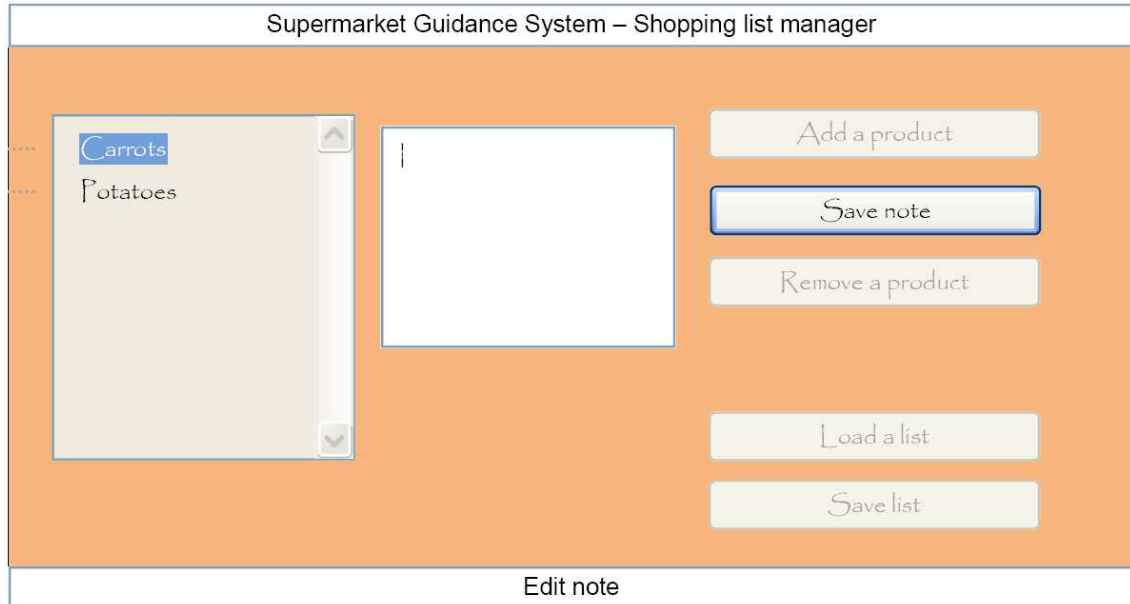 Supermarket Guidance System – Shopping list manager
Carrots
Potatoes
Add a product
Save note
Remove a product
Load a list
Save list
Edit note